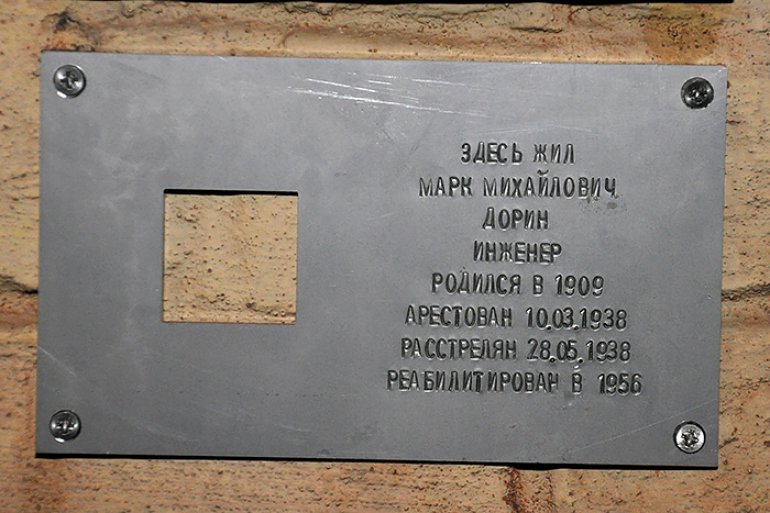 ЗДЕСЬ ЖИЛ
МАРК МИХАЙЛОВИЧ
ДОРИН
ИНЖЕНЕР
РОДИЛСЯ В 1909
АРЕСТОВАН 10.03.1938
РАССТРЕЛЯН 28.05.1938
РЕАБИЛИТИРОВАН В 1956